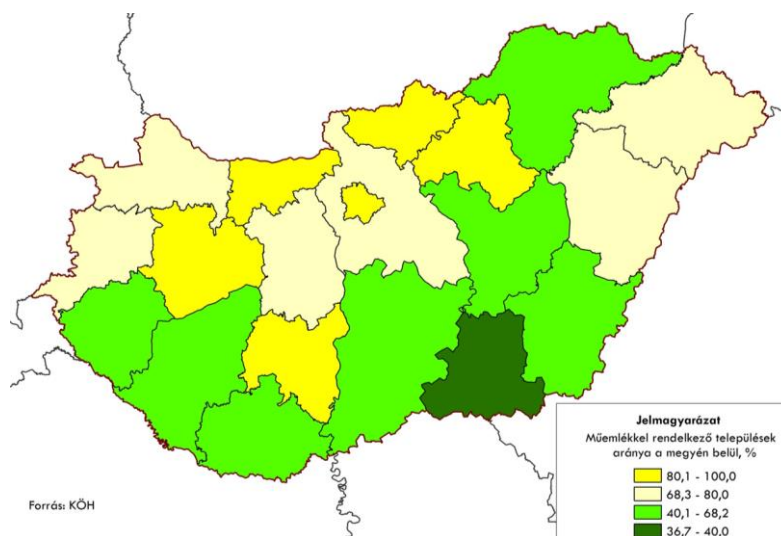 Jelmagyarázat
Műemlékkel rendelkező települések
aránya a megyén belül, %
80,1 - 100,0
68,3 - 80,0
40,1 - 68,2
36,7 - 40,0
Forrás: KÖH